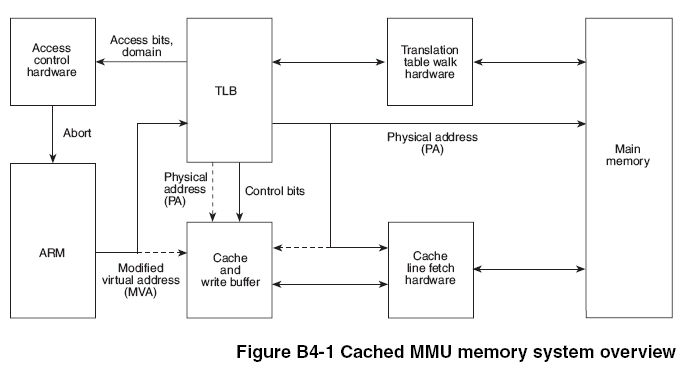 Access
control
hardware
Access bits,
domain
TLB
Translation
table walk
hardware
Main
memory
Abort
Physical address
(PA)
Physical
address
(PA)
Control bits
ARM
Modified
virtual address
(MVA)
Cache
and
write buffer
Cache
line fetch
hardware
Figure B4-1 Cached MMU memory system overview